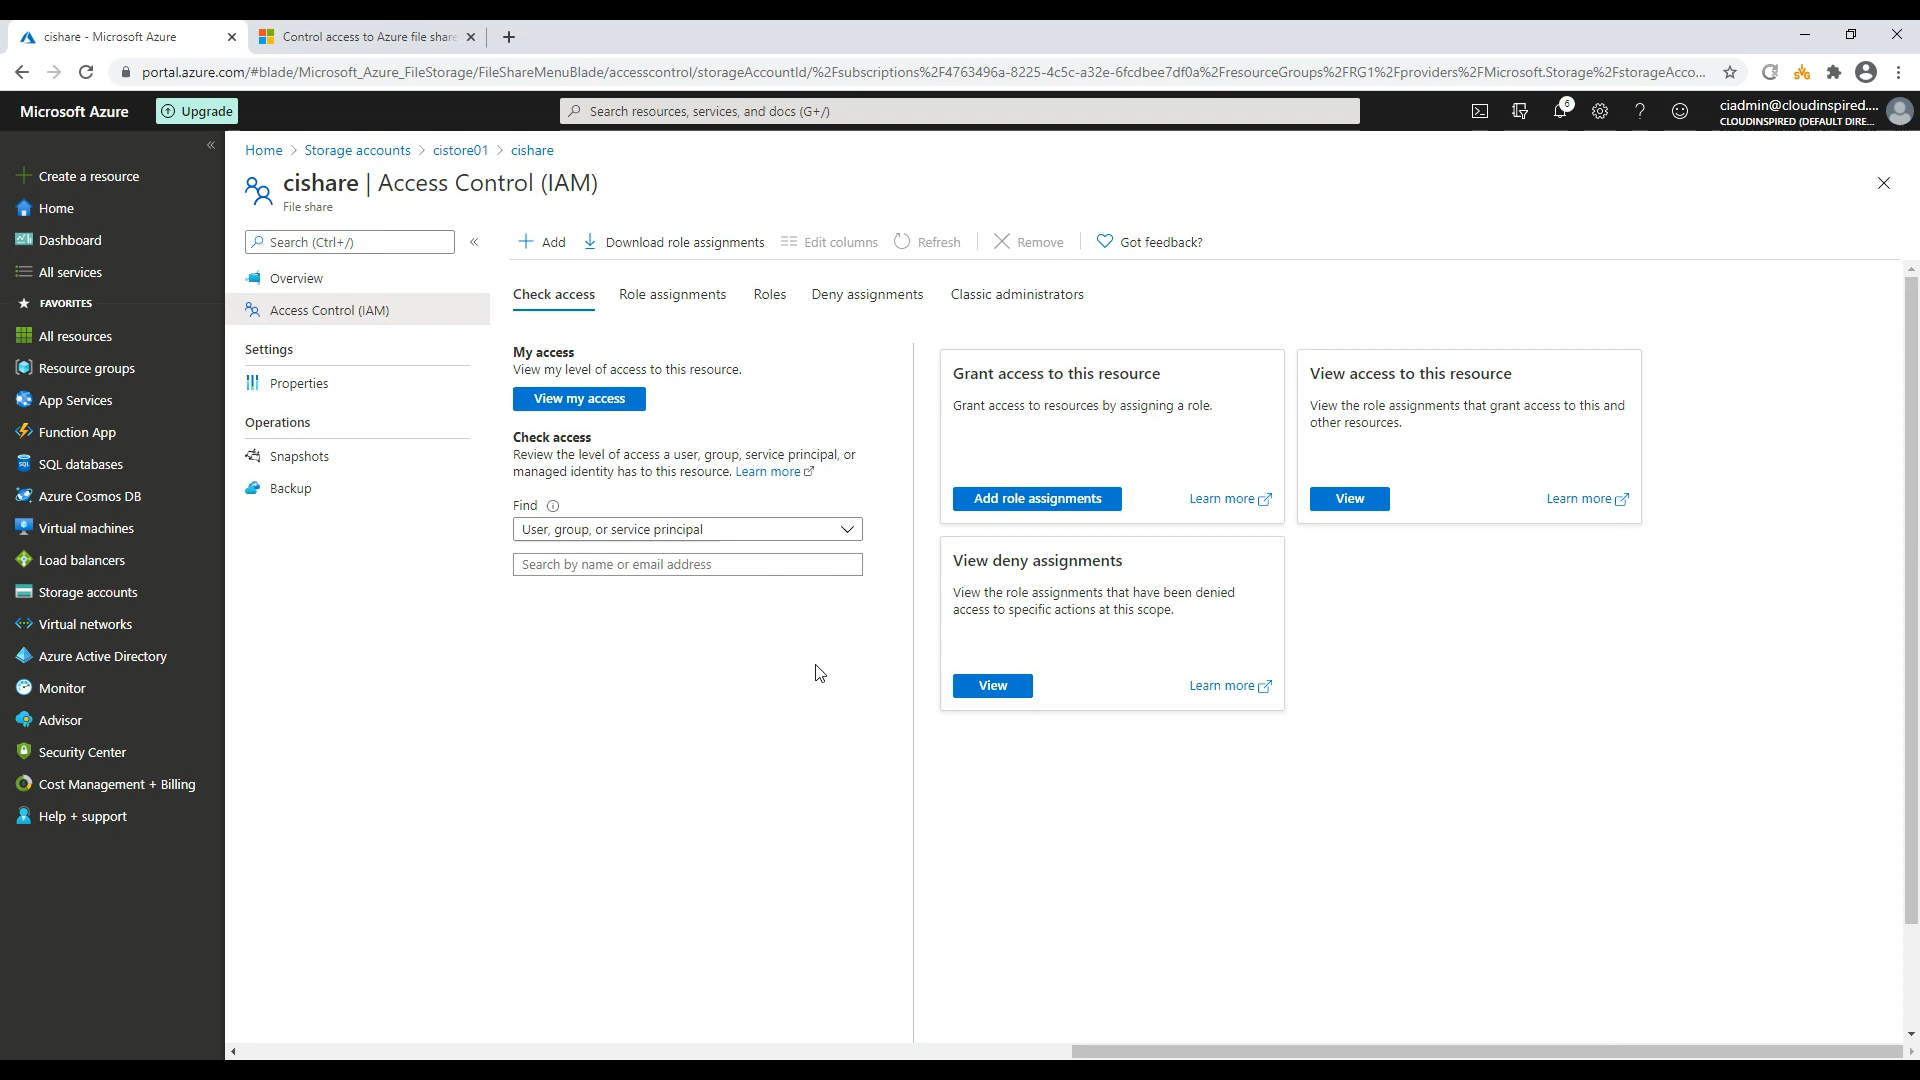 cishare - Microsoft Azure
Control access to Azure file share
portal.azure.com/#blade/Microsoft_Azure_FileStorage/FileShareMenuBlade/accesscontrol/storageAccountId/%2Fsubscriptions%2F4763496a-8225-4c5c-a32e-6fcdbee7df0a%2FresourceGroups%2FRG1%2Fproviders%2FMicrosoft.Storage%2FstorageAcco...
Microsoft Azure
Upgrade
Search resources, services, and docs (G+/)
6
ciadmin@cloudinspired....
CLOUDINSPIRED (DEFAULT DIRE...
Create a resource
Home
Dashboard
All services
FAVORITES
All resources
Resource groups
App Services
Function App
SQL databases
Azure Cosmos DB
Virtual machines
Load balancers
Storage accounts
Virtual networks
Azure Active Directory
Monitor
Advisor
Security Center
Cost Management + Billing
Help + support
Home > Storage accounts > cistore01 > cishare
cishare | Access Control (IAM)
File share
Search (Ctrl+/)
Overview
Access Control (IAM)
Settings
Properties
Operations
Snapshots
Backup
Add
Download role assignments
Edit columns
Refresh
Remove
Got feedback?
Check access
Role assignments
Roles
Deny assignments
Classic administrators
My access
View my level of access to this resource.
View my access
Check access
Review the level of access a user, group, service principal, or
managed identity has to this resource. Learn more
Find
User, group, or service principal
Search by name or email address
Grant access to this resource
Grant access to resources by assigning a role.
Add role assignments
Learn more
View access to this resource
View the role assignments that grant access to this and
other resources.
View
Learn more
View deny assignments
View the role assignments that have been denied
access to specific actions at this scope.
View
Learn more